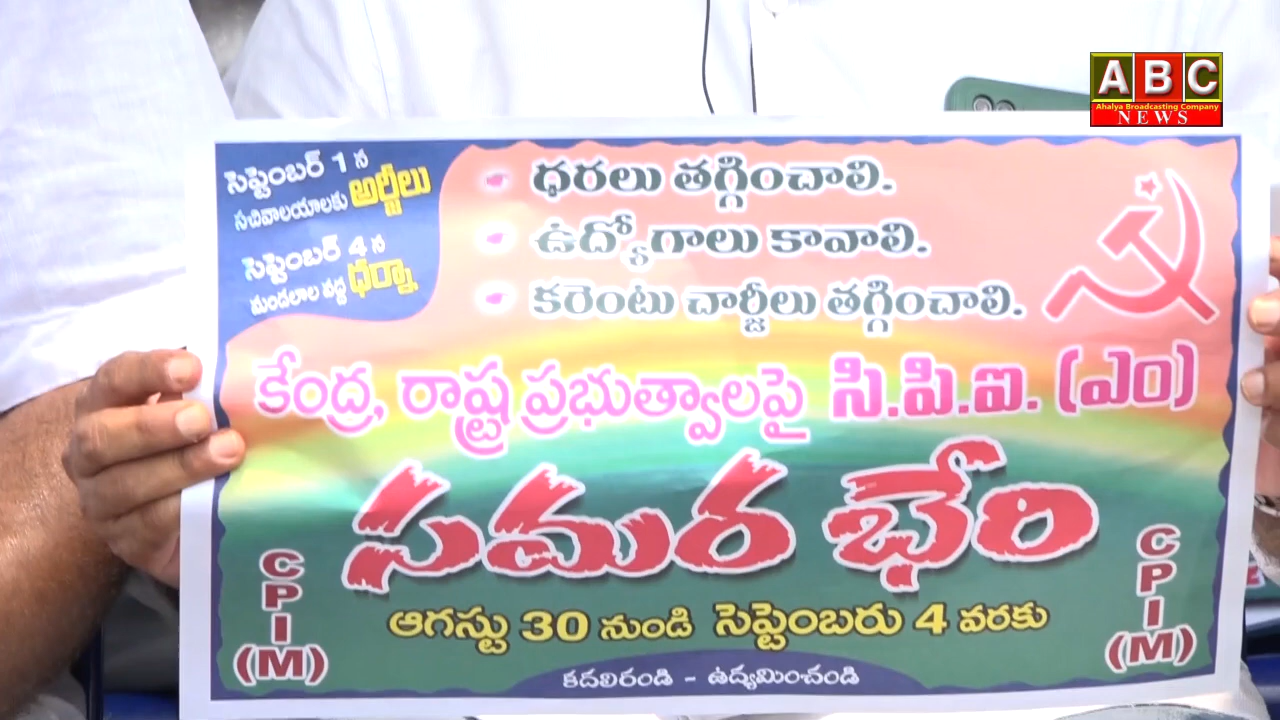 ABC
Ahalya Broadcasting Company
NEWS
సెప్టెంబర్ 1 న
సచివాలయాలకు అర్జీలు
సెప్టెంబర్ 4 న
మండలాల వద్ద ధర్నా
ధరలు తగ్గించాలి.
ఉద్యోగాలు కావాలి.
కరెంటు చార్జీలు తగ్గించాలి.
కేంద్ర, రాష్ట్ర ప్రభుత్వాలపై సి.పి.ఐ. (ఎం)
సమర భేరి
CPI(M)
CPI(M)
ఆగస్టు 30 నుండి సెప్టెంబరు 4 వరకు
కదలిరండి - ఉద్యమించండి